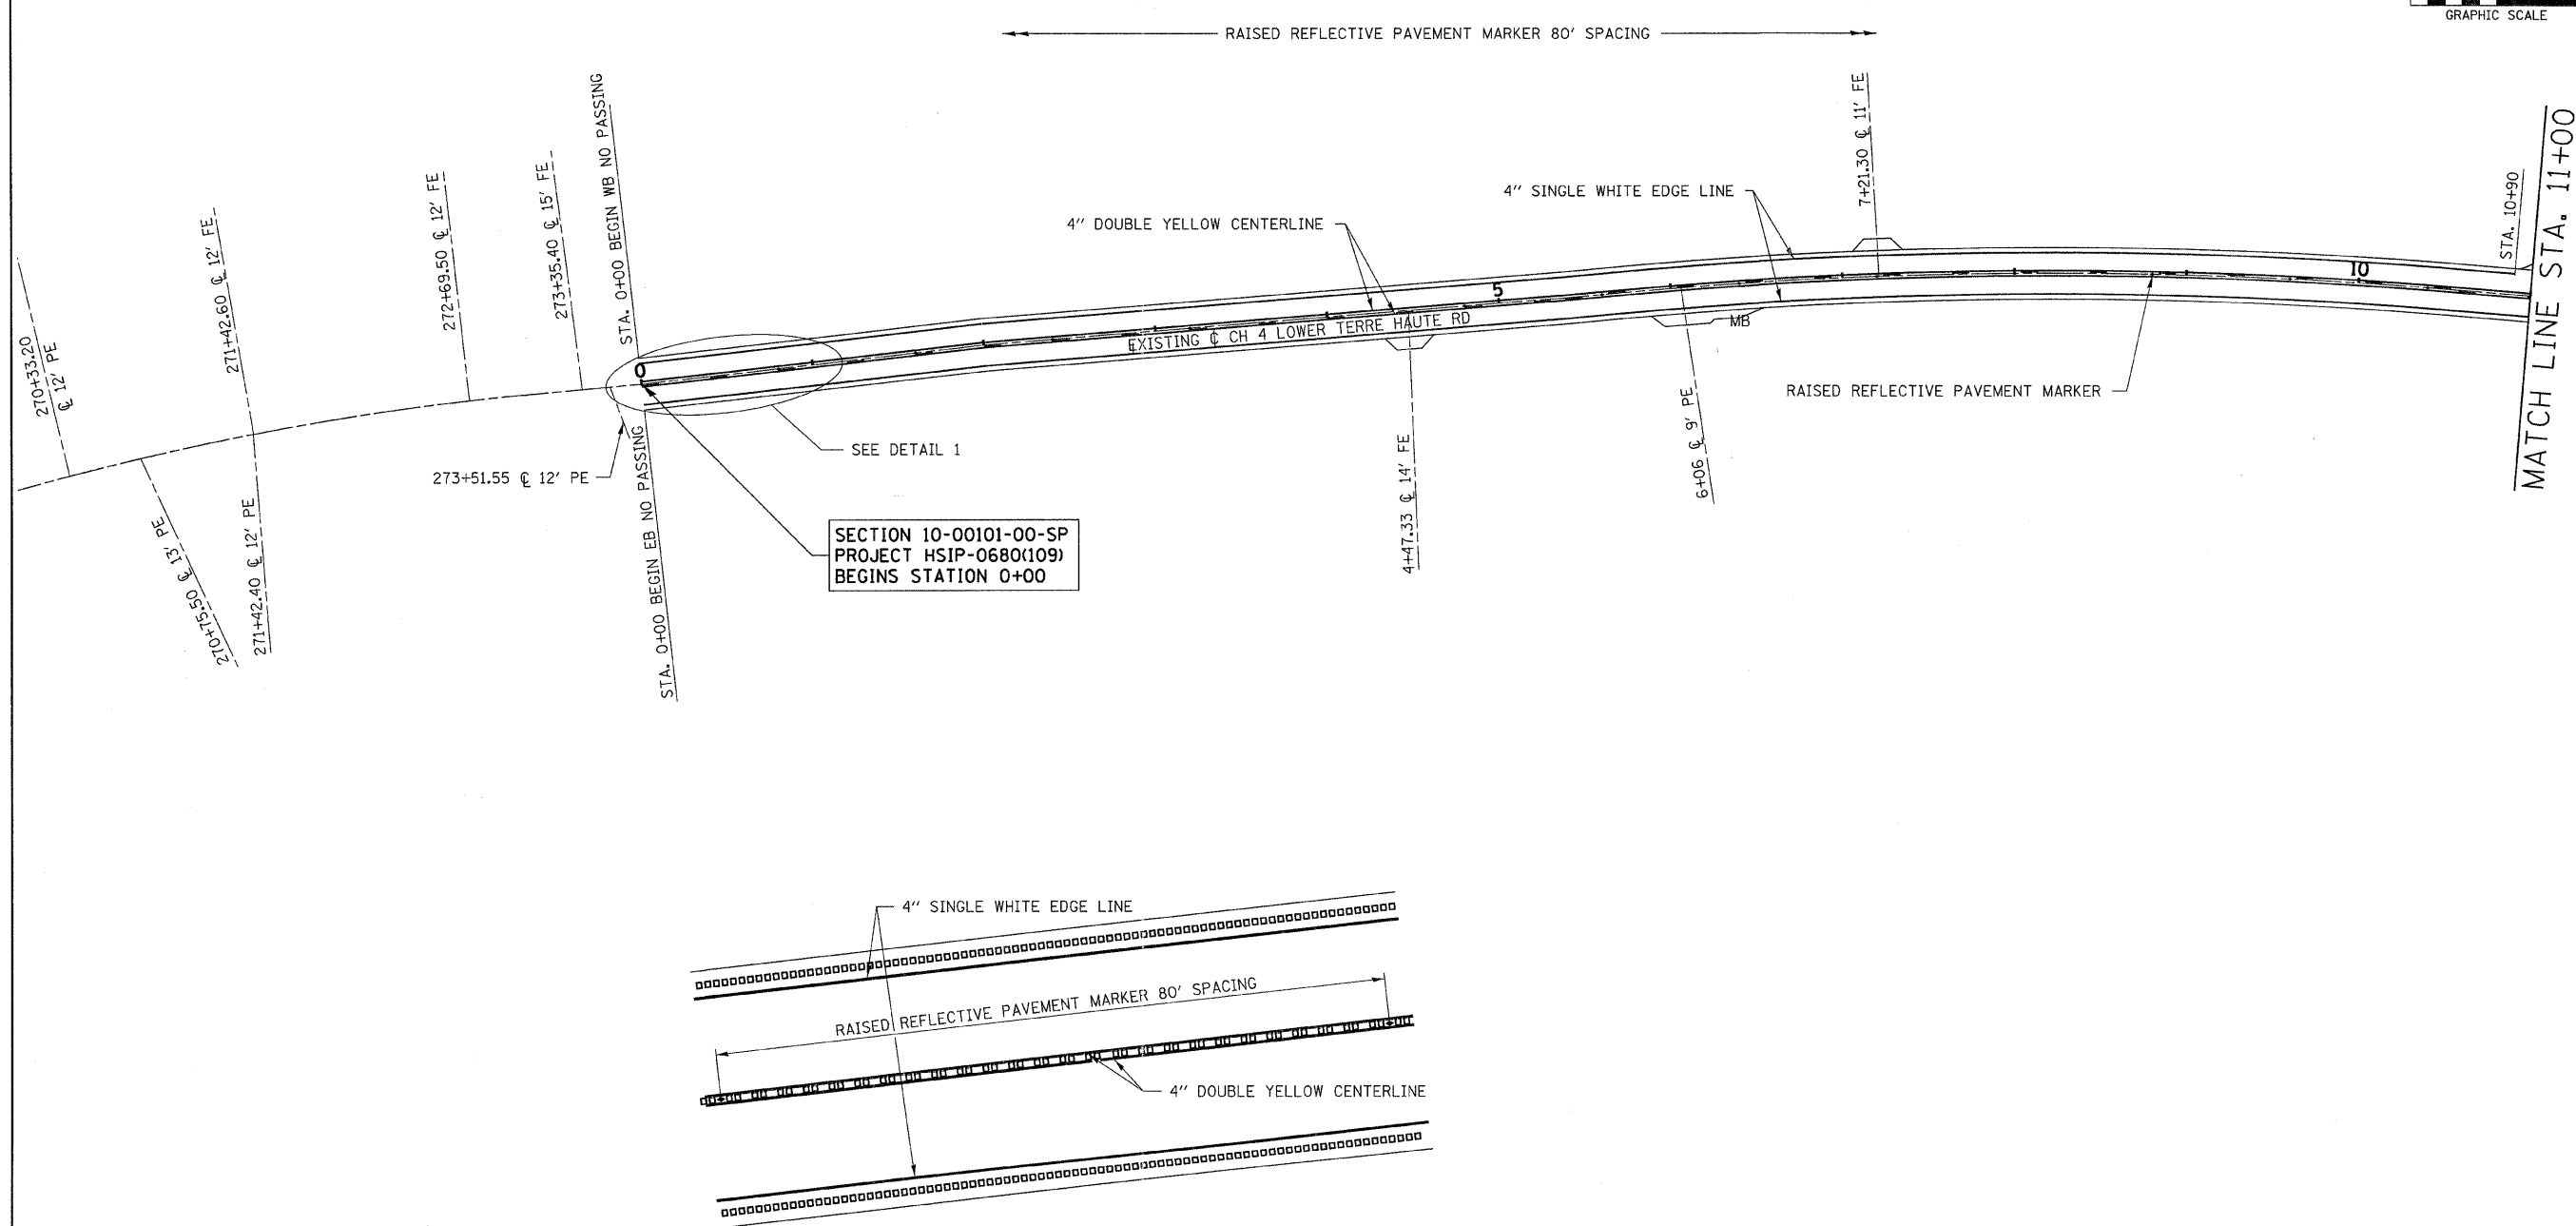 GRAPHIC SCALE
RAISED REFLECTIVE PAVEMENT MARKER 80' SPACING
270+33.20
℄ 12' PE
271+42.60 ℄ 12' FE
272+69.50 ℄ 12' FE
273+35.40 ℄ 15' FE
STA. 0+00 BEGIN WB NO PASSING
4" DOUBLE YELLOW CENTERLINE
4" SINGLE WHITE EDGE LINE
7+21.30 ℄ 11' FE
STA. 10+90
MATCH LINE STA. 11+00
0
5
10
EXISTING ℄ CH 4 LOWER TERRE HAUTE RD
MB
RAISED REFLECTIVE PAVEMENT MARKER
SEE DETAIL 1
273+51.55 ℄ 12' PE
270+75.50 ℄ 13' PE
271+42.40 ℄ 12' PE
STA. 0+00 BEGIN EB NO PASSING
4+47.33 ℄ 14' FE
6+06 ℄ 9' PE
SECTION 10-00101-00-SP
PROJECT HSIP-0680(109)
BEGINS STATION 0+00
4" SINGLE WHITE EDGE LINE
RAISED REFLECTIVE PAVEMENT MARKER 80' SPACING
4" DOUBLE YELLOW CENTERLINE